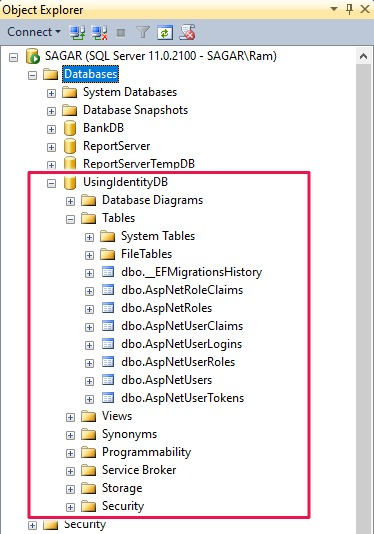 Object Explorer
Connect
SAGAR (SQL Server 11.0.2100 - SAGAR\Ram)
Databases
System Databases
Database Snapshots
BankDB
ReportServer
ReportServerTempDB
UsingIdentityDB
Database Diagrams
Tables
System Tables
FileTables
dbo.__EFMigrationsHistory
dbo.AspNetRoleClaims
dbo.AspNetRoles
dbo.AspNetUserClaims
dbo.AspNetUserLogins
dbo.AspNetUserRoles
dbo.AspNetUsers
dbo.AspNetUserTokens
Views
Synonyms
Programmability
Service Broker
Storage
Security
Security